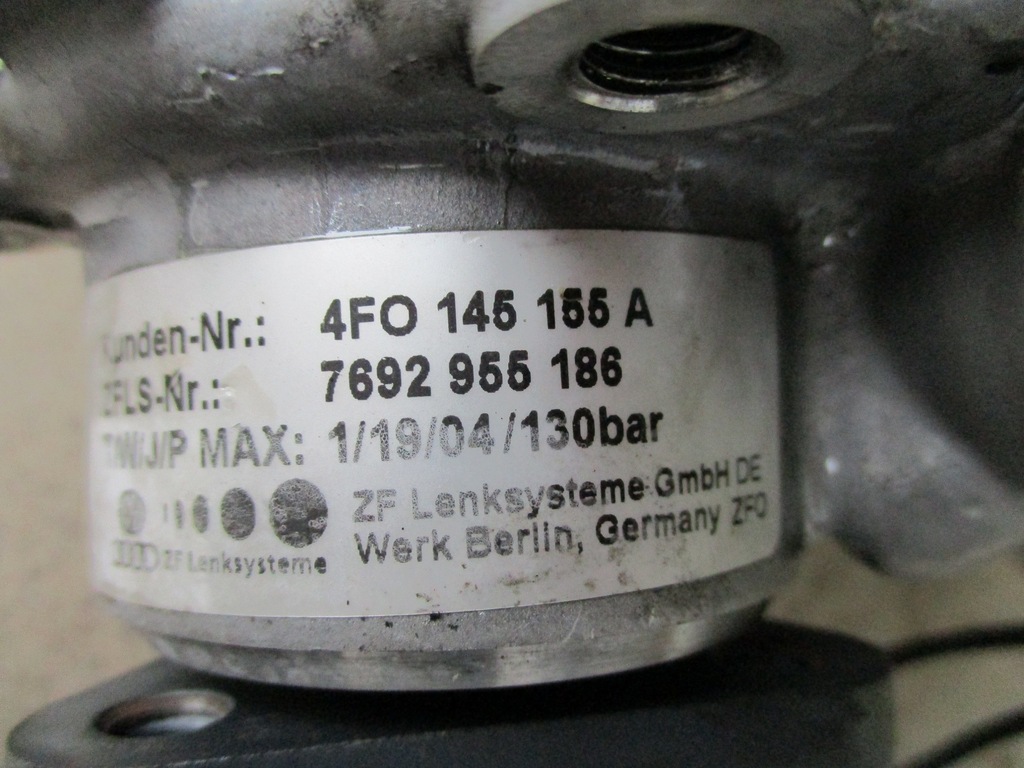 Kunden-Nr.: 4FO 145 155 A
ZFLS-Nr.: 7692 955 186
T/W/J/P MAX: 1/19/04/130bar
ZF Lenksysteme GmbH DE
Werk Berlin, Germany ZFO
ZF Lenksysteme